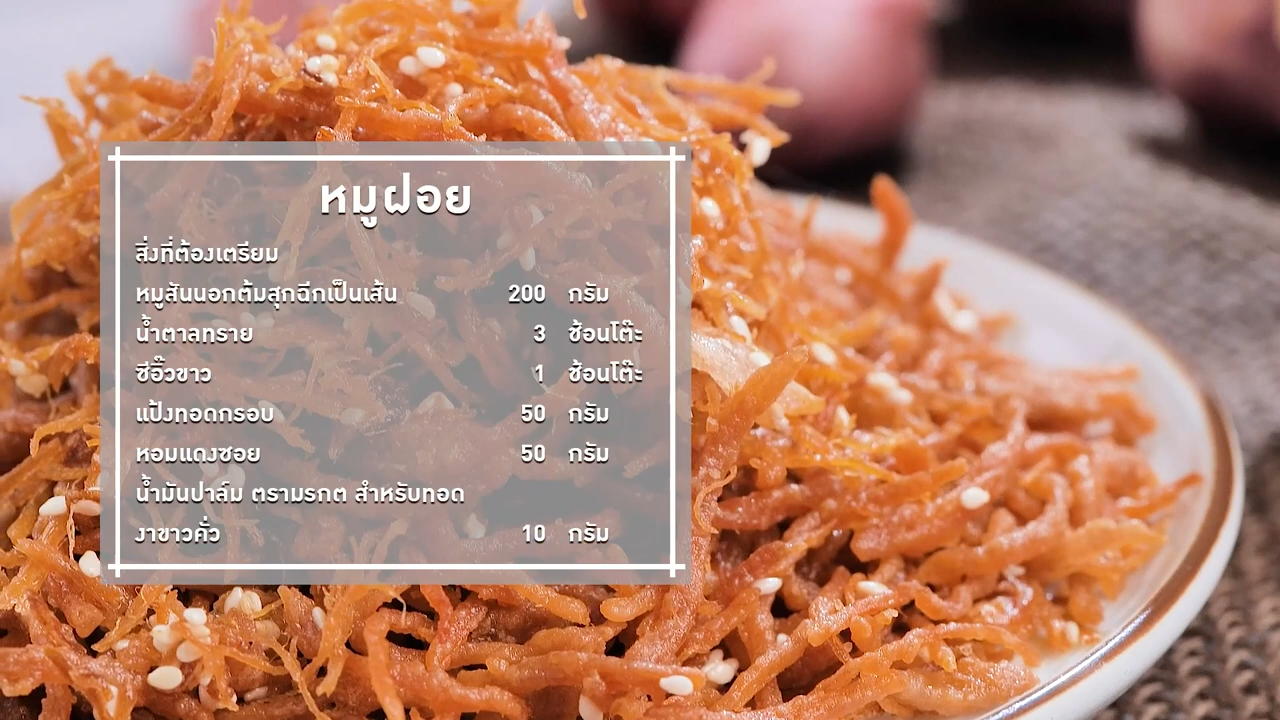 หมูฝอย
สิ่งที่ต้องเตรียม
หมูสันนอกต้มสุกฉีกเป็นเส้น 200 กรัม
น้ำตาลทราย 3 ช้อนโต๊ะ
ซีอิ๊วขาว 1 ช้อนโต๊ะ
แป้งทอดกรอบ 50 กรัม
หอมแดงซอย 50 กรัม
น้ำมันปาล์ม ตรามรกต สำหรับทอด
งาขาวคั่ว 10 กรัม